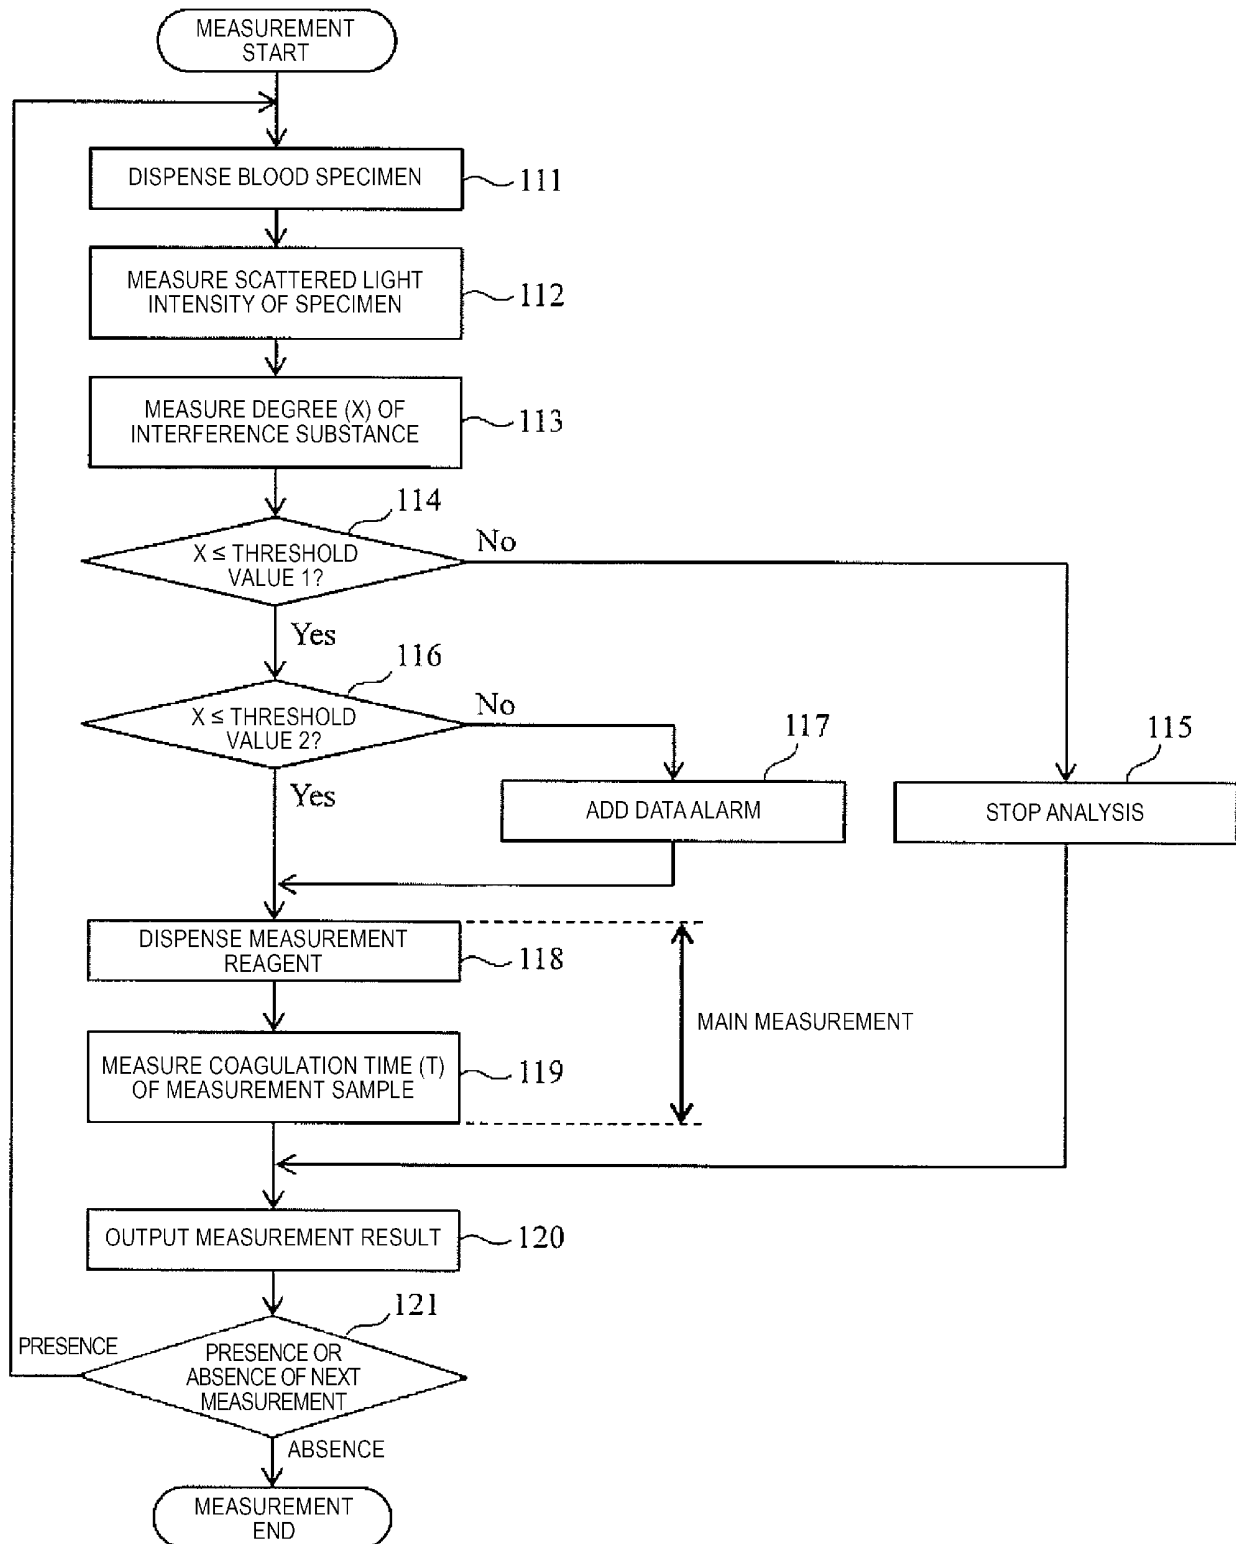 MEASUREMENT
START
DISPENSE BLOOD SPECIMEN
111
MEASURE SCATTERED LIGHT
INTENSITY OF SPECIMEN
112
MEASURE DEGREE (X) OF
INTERFERENCE SUBSTANCE
113
114
X ≤ THRESHOLD
VALUE 1?
No
Yes
116
X ≤ THRESHOLD
VALUE 2?
No
Yes
117
ADD DATA ALARM
115
STOP ANALYSIS
DISPENSE MEASUREMENT
REAGENT
118
MAIN MEASUREMENT
MEASURE COAGULATION TIME (T)
OF MEASUREMENT SAMPLE
119
OUTPUT MEASUREMENT RESULT
120
121
PRESENCE
PRESENCE OR
ABSENCE OF NEXT
MEASUREMENT
ABSENCE
MEASUREMENT
END